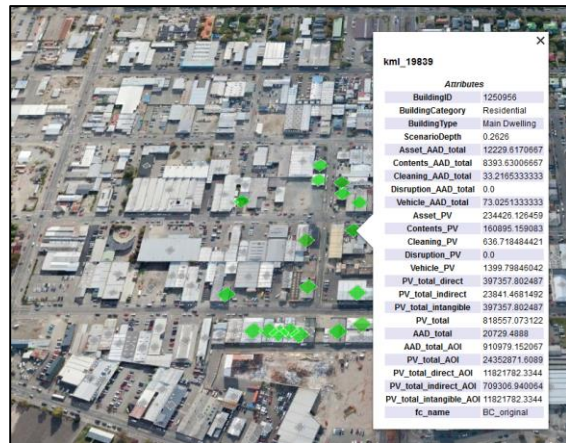 kml_19839
Attributes
BuildingID 1250956
BuildingCategory Residential
BuildingType Main Dwelling
ScenarioDepth 0.2626
Asset_AAD_total 12229.6170667
Contents_AAD_total 8393.63006667
Cleaning_AAD_total 33.2165333333
Disruption_AAD_total 0.0
Vehicle_AAD_total 73.0251333333
Asset_PV 234426.126459
Contents_PV 160895.159083
Cleaning_PV 636.718484421
Disruption_PV 0.0
Vehicle_PV 1399.79846042
PV_total_direct 397357.802487
PV_total_indirect 23841.4681492
PV_total_intangible 397357.802487
PV_total 818557.073122
AAD_total 20729.4888
AAD_total_AOI 910979.152067
PV_total_AOI 24352871.6089
PV_total_direct_AOI 11821782.3344
PV_total_indirect_AOI 709306.940064
PV_total_intangible_AOI 11821782.3344
fc_name BC_original